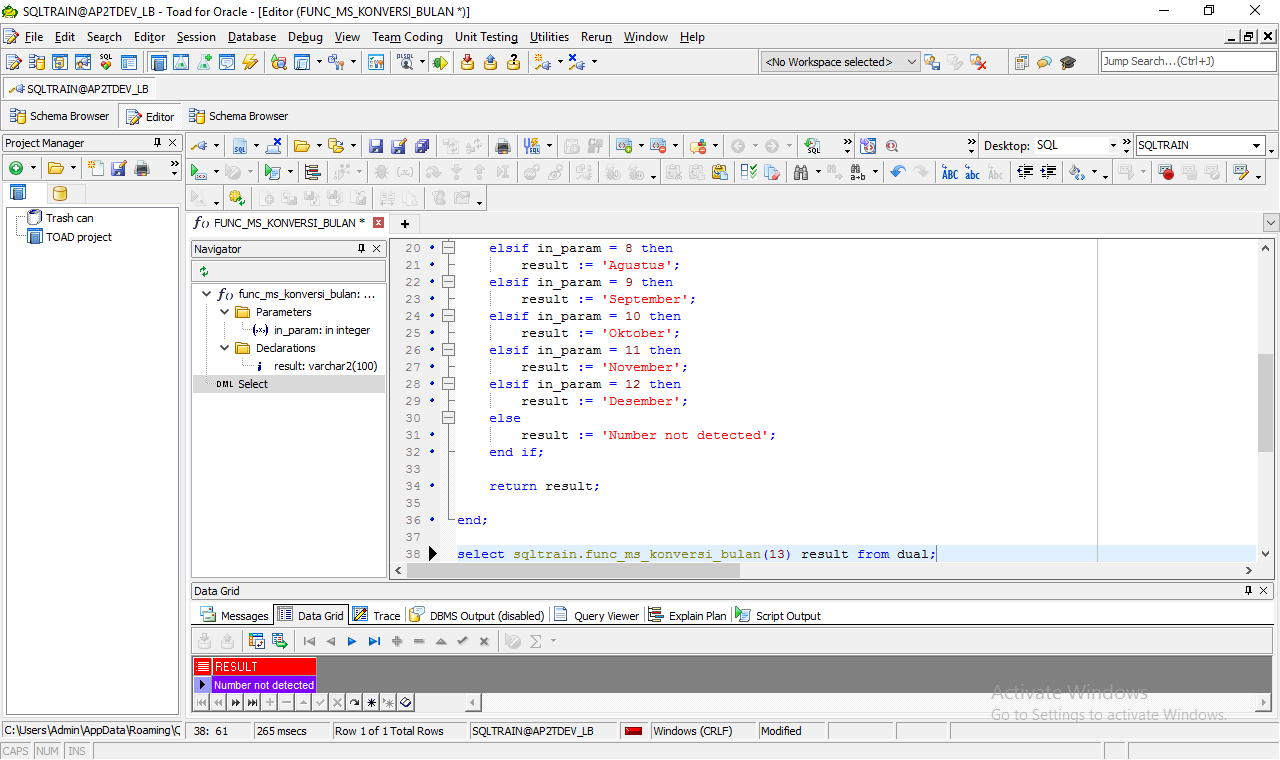 SQLTRAIN@AP2TDEV_LB - Toad for Oracle - [Editor (FUNC_MS_KONVERSI_BULAN *)]
File Edit Search Editor Session Database Debug View Team Coding Unit Testing Utilities Rerun Window Help
<No Workspace selected> Jump Search...(Ctrl+J)
SQLTRAIN@AP2TDEV_LB
Schema Browser Editor Schema Browser
Project Manager
Desktop: SQL SQLTRAIN
Trash can
TOAD project
FUNC_MS_KONVERSI_BULAN *
Navigator
func_ms_konversi_bulan: ...
Parameters
in_param: in integer
Declarations
result: varchar2(100)
DML Select
20 elsif in_param = 8 then
21 result := 'Agustus';
22 elsif in_param = 9 then
23 result := 'September';
24 elsif in_param = 10 then
25 result := 'Oktober';
26 elsif in_param = 11 then
27 result := 'November';
28 elsif in_param = 12 then
29 result := 'Desember';
30 else
31 result := 'Number not detected';
32 end if;
33
34 return result;
35
36 end;
37
38 select sqltrain.func_ms_konversi_bulan(13) result from dual;
Data Grid
Messages Data Grid Trace DBMS Output (disabled) Query Viewer Explain Plan Script Output
RESULT
Number not detected
Activate Windows
Go to Settings to activate Windows.
C:\Users\Admin\AppData\Roaming\Q 38: 61 265 msecs Row 1 of 1 Total Rows SQLTRAIN@AP2TDEV_LB Windows (CRLF) Modified
CAPS NUM INS